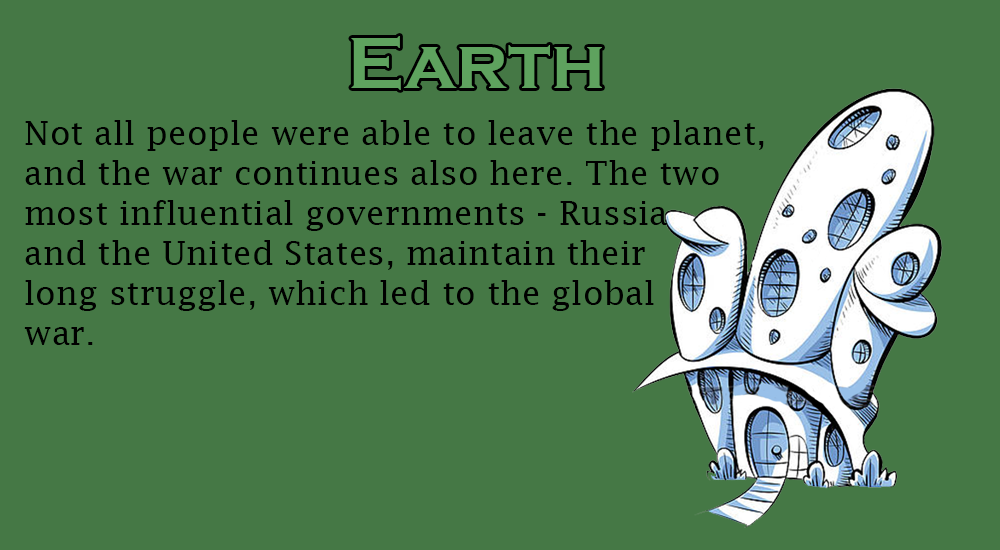 Earth
Not all people were able to leave the planet,
and the war continues also here. The two
most influential governments - Russia
and the United States, maintain their
long struggle, which led to the global
war.